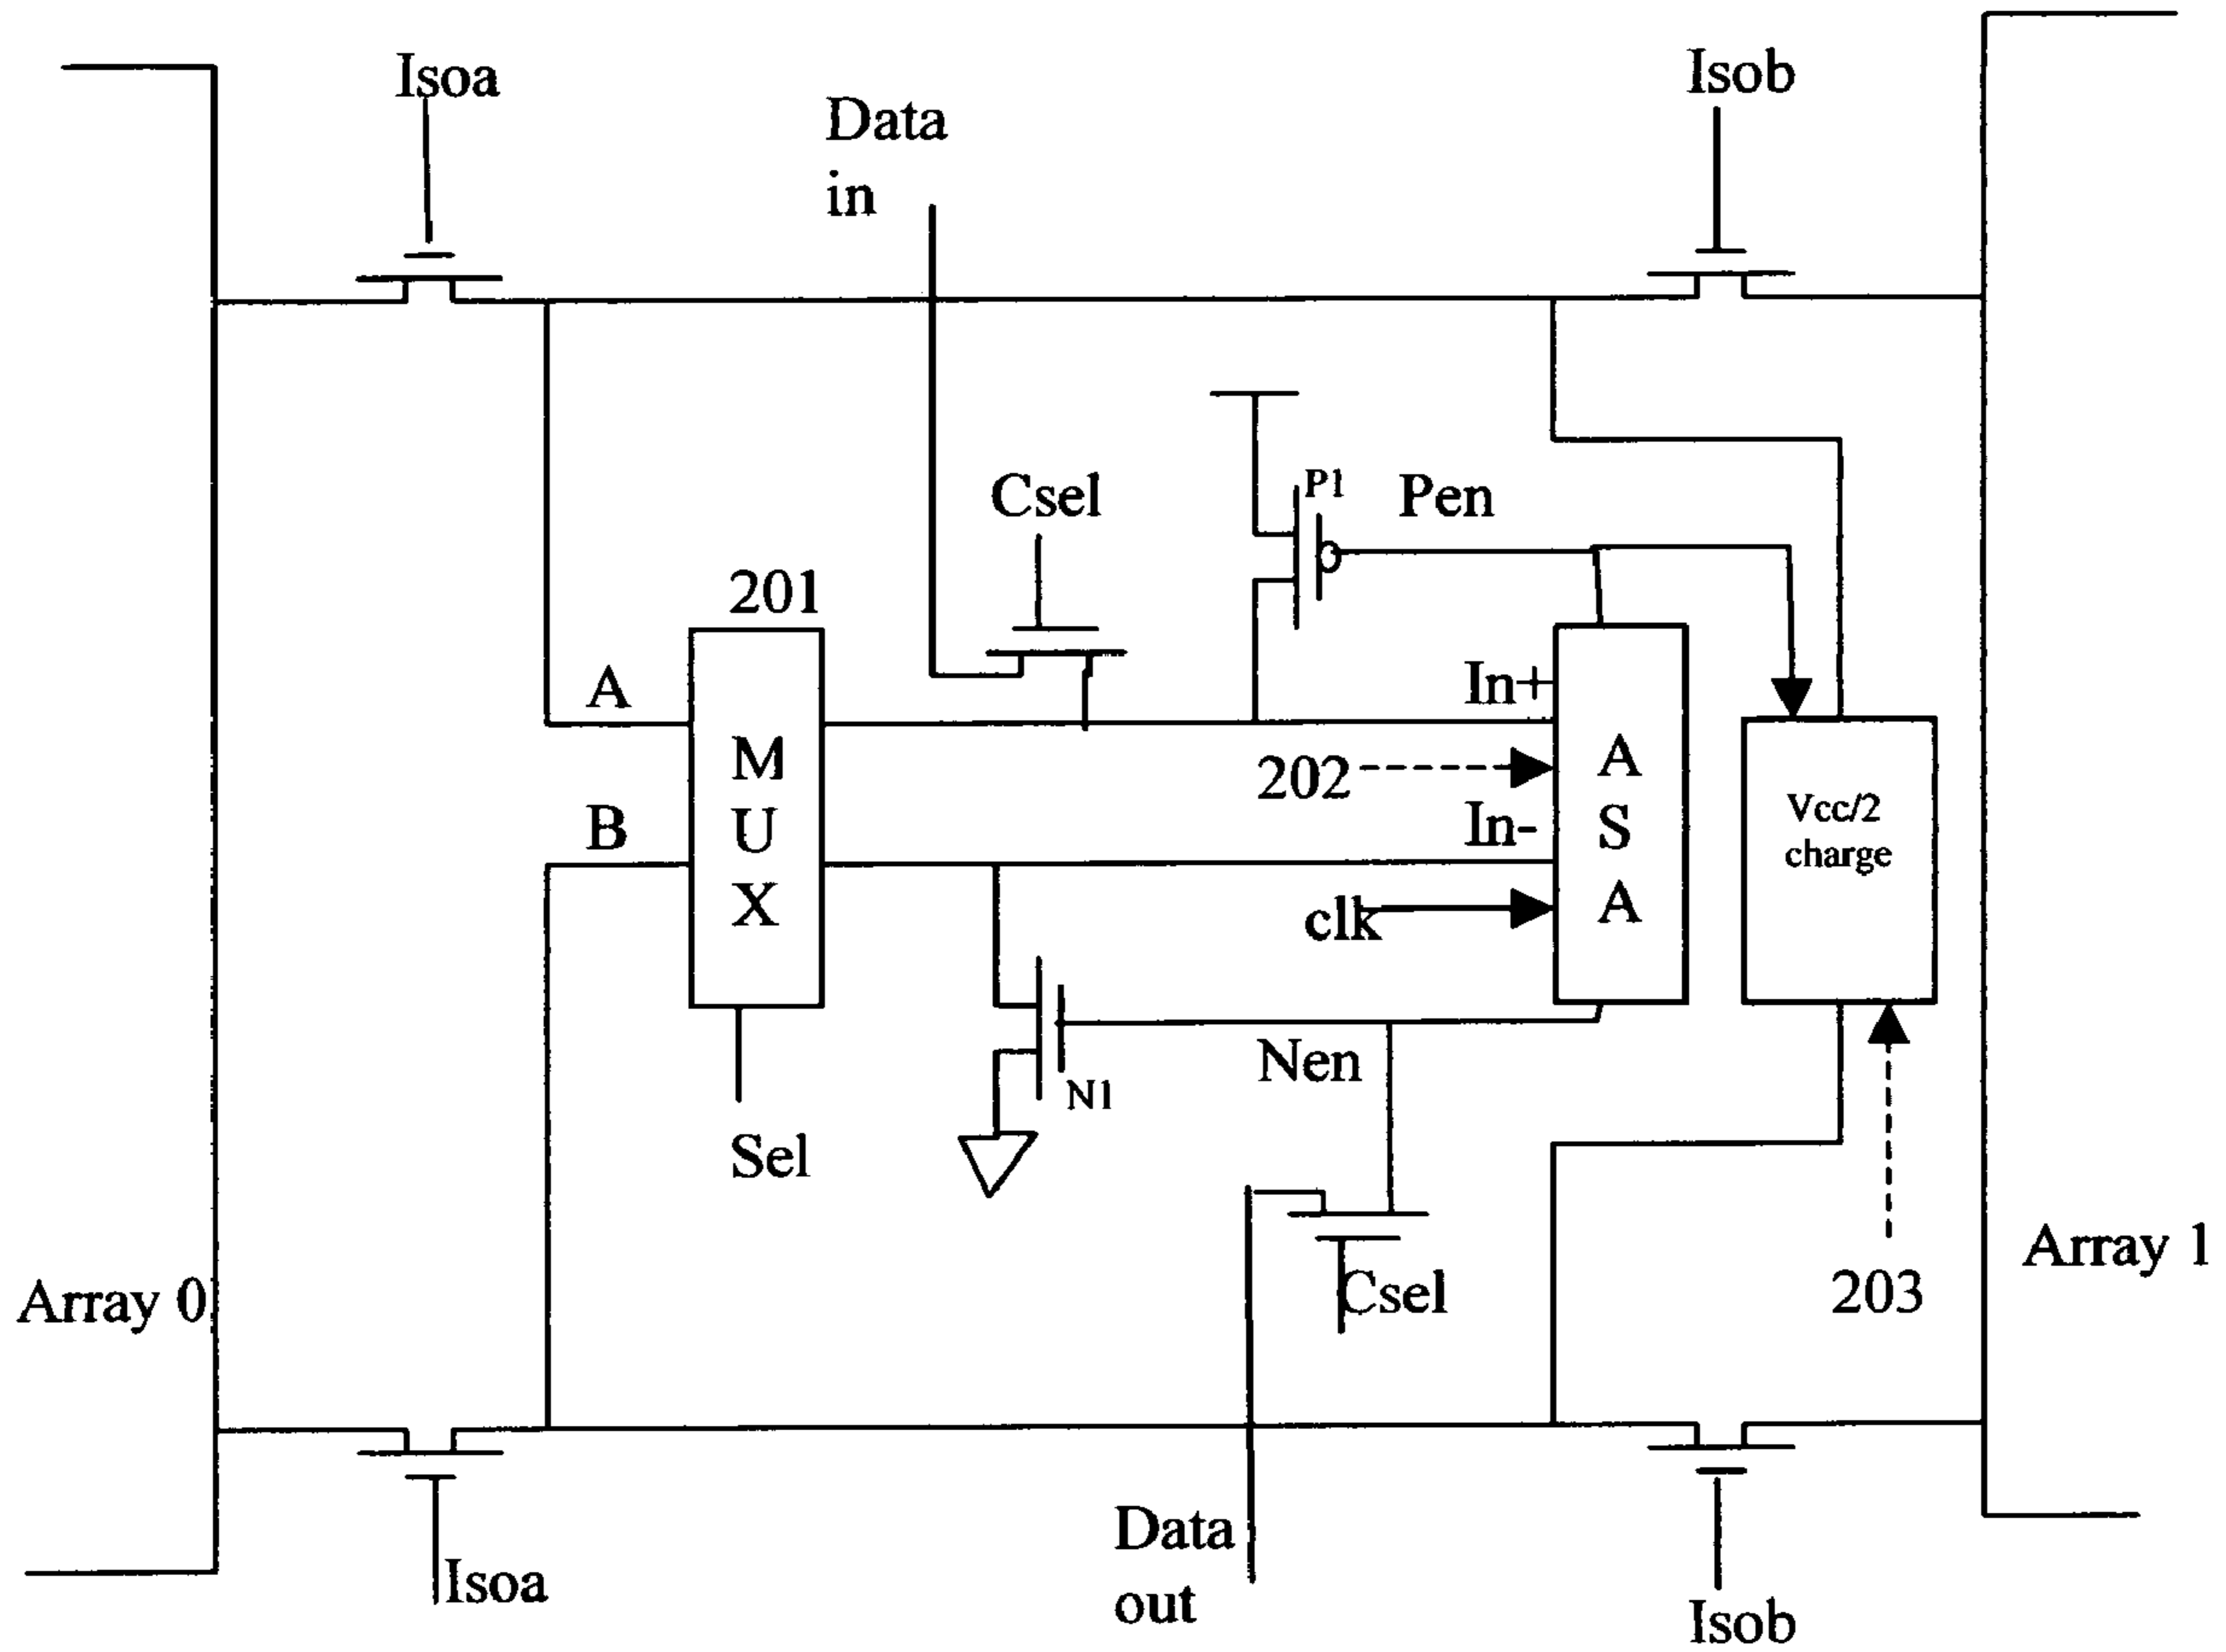 Isoa
Isob
Data
in
P1
Pen
Csel
201
A
In+
M
U
X
202
A
S
A
Vcc/2
charge
B
In-
clk
Nen
N1
Sel
Array 0
Csel
203
Array 1
Data
out
Isoa
Isob